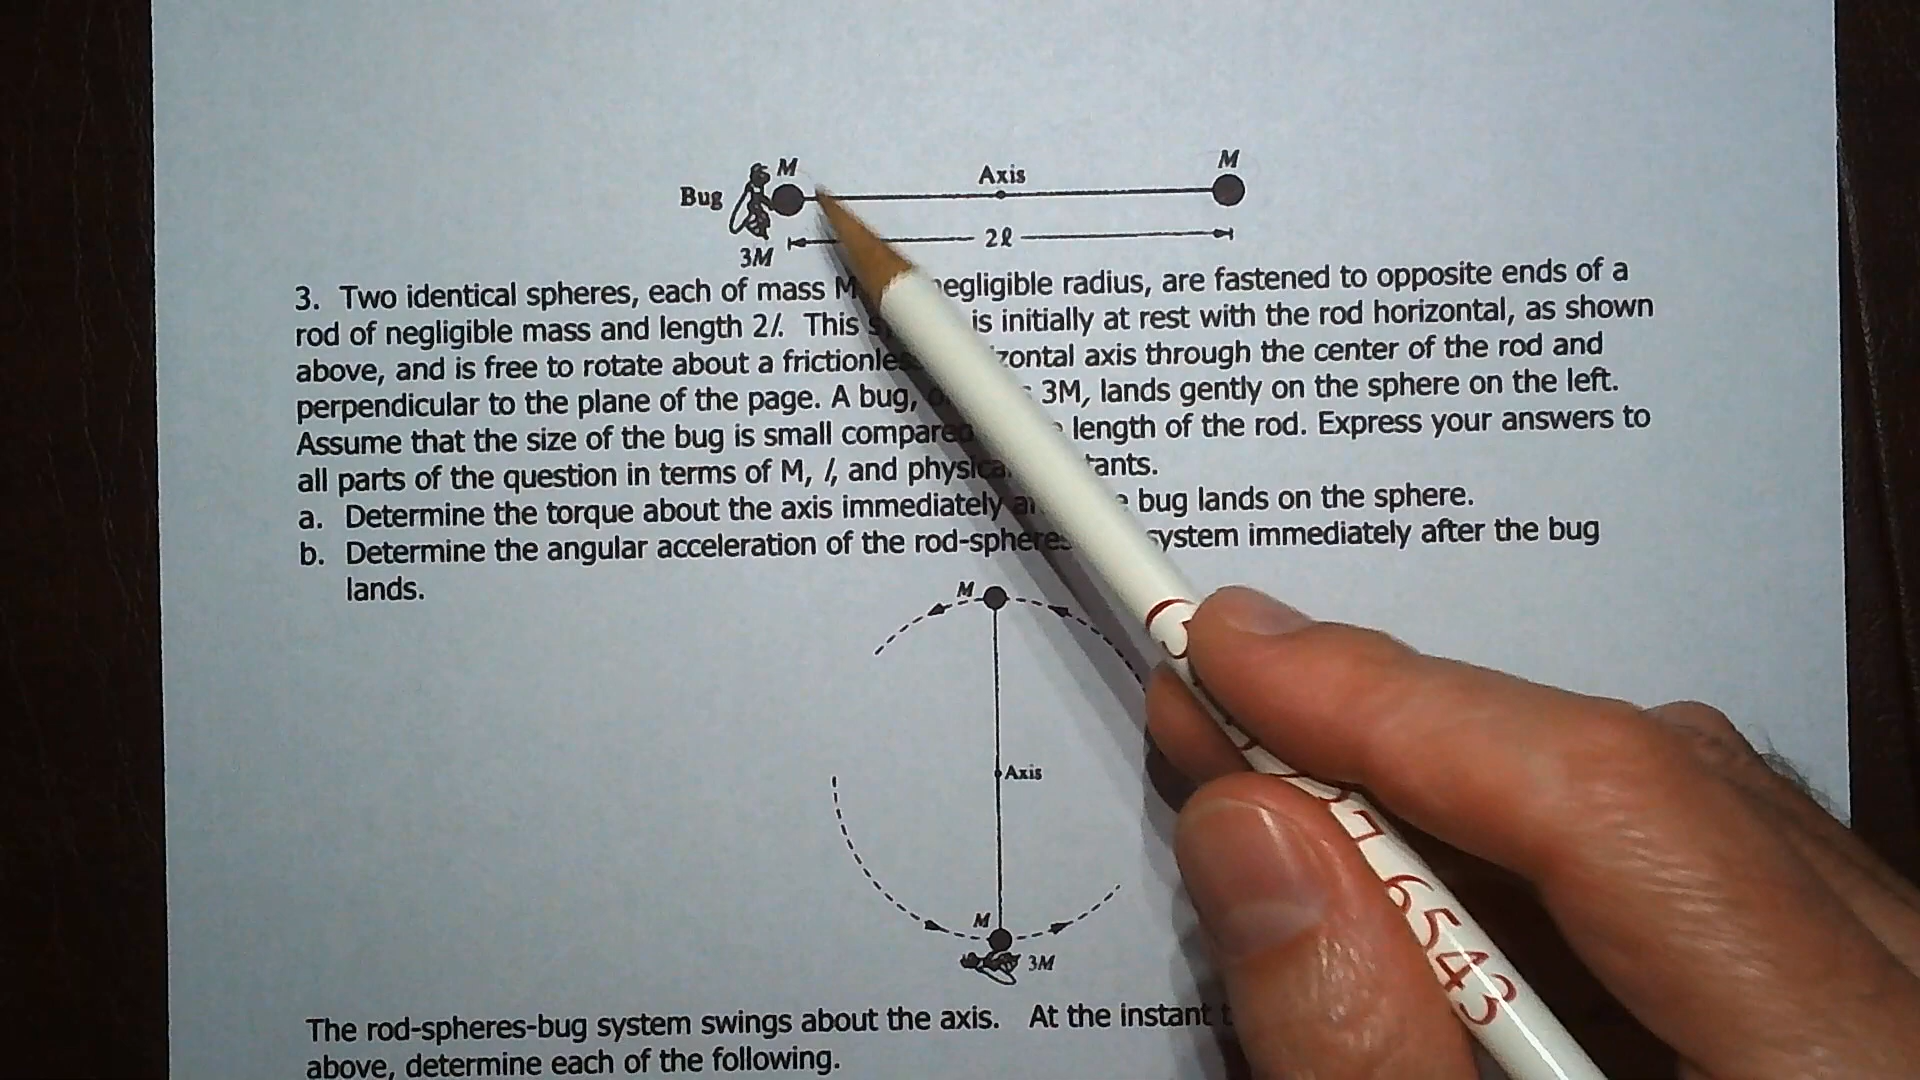 M
Axis
M
Bug
3M
2ℓ
3. Two identical spheres, each of mass M negligible radius, are fastened to opposite ends of a
rod of negligible mass and length 2l. This is initially at rest with the rod horizontal, as shown
above, and is free to rotate about a frictionless horizontal axis through the center of the rod and
perpendicular to the plane of the page. A bug, 3M, lands gently on the sphere on the left.
Assume that the size of the bug is small compared length of the rod. Express your answers to
all parts of the question in terms of M, l, and physical constants.
a. Determine the torque about the axis immediately bug lands on the sphere.
b. Determine the angular acceleration of the rod-spheres system immediately after the bug
lands.
M
Axis
M
3M
The rod-spheres-bug system swings about the axis. At the instant
above, determine each of the following.
6543